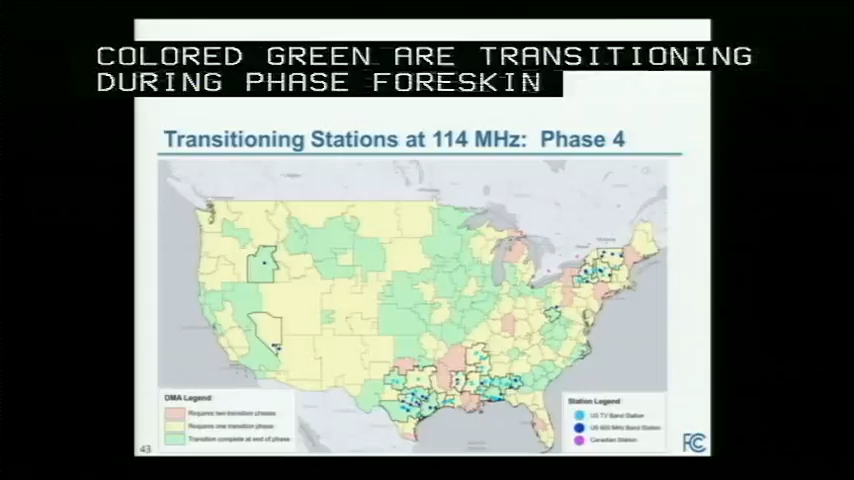 COLORED GREEN ARE TRANSITIONING
DURING PHASE FORESKIN
Transitioning Stations at 114 MHz: Phase 4
DMA Legend:
Requires two transition phases
Requires one transition phase
Transition complete at end of phase
Station Legend:
US TV Band Station
US 600 MHz Band Station
Canadian Station
43
FCC